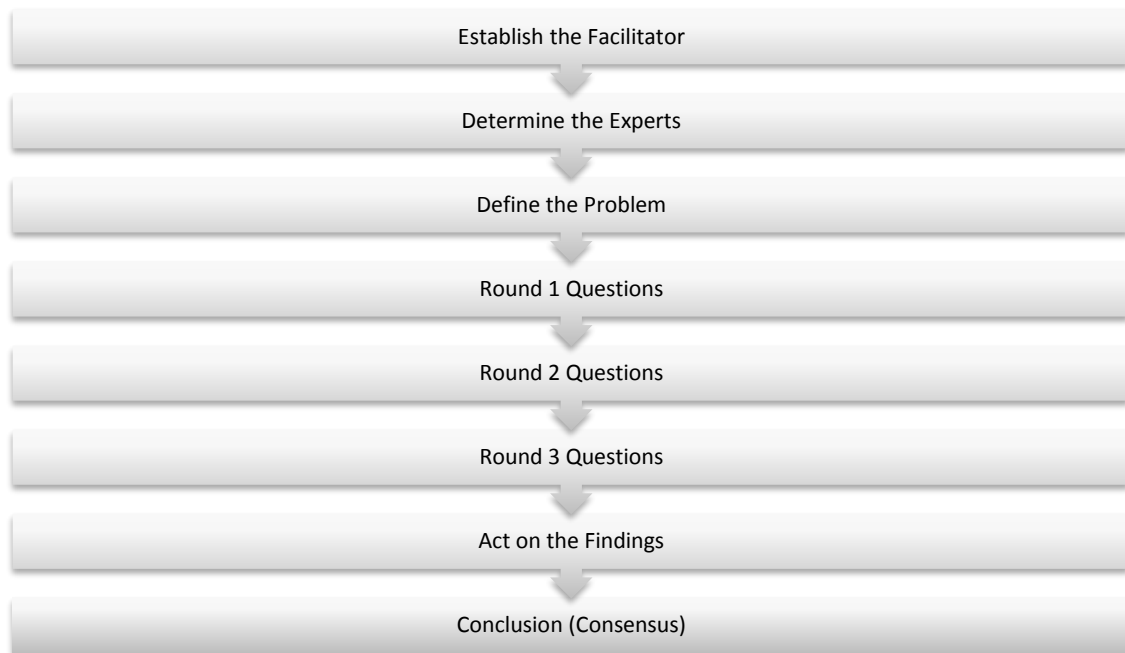 Establish the Facilitator
Determine the Experts
Define the Problem
Round 1 Questions
Round 2 Questions
Round 3 Questions
Act on the Findings
Conclusion (Consensus)